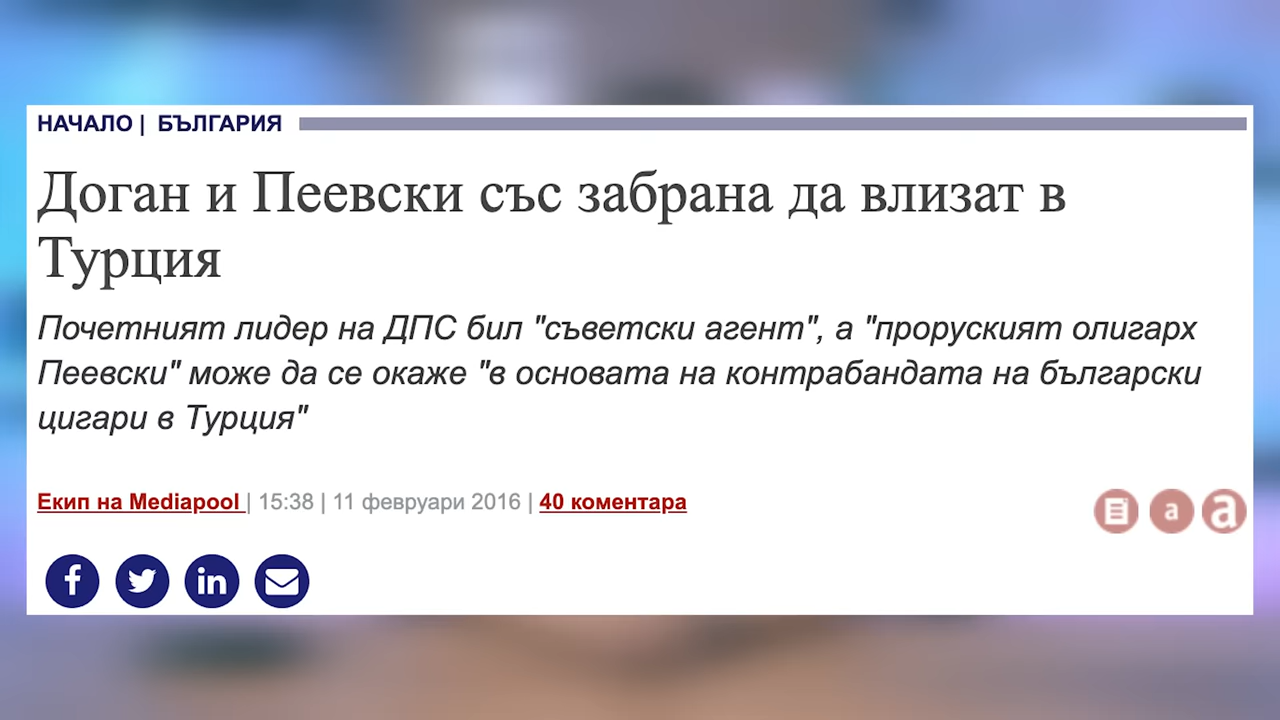 НАЧАЛО | БЪЛГАРИЯ
Доган и Пеевски със забрана да влизат в
Турция
Почетният лидер на ДПС бил "съветски агент", а "проруският олигарх
Пеевски" може да се окаже "в основата на контрабандата на български
цигари в Турция"
Екип на Mediapool | 15:38 | 11 февруари 2016 | 40 коментара
a a